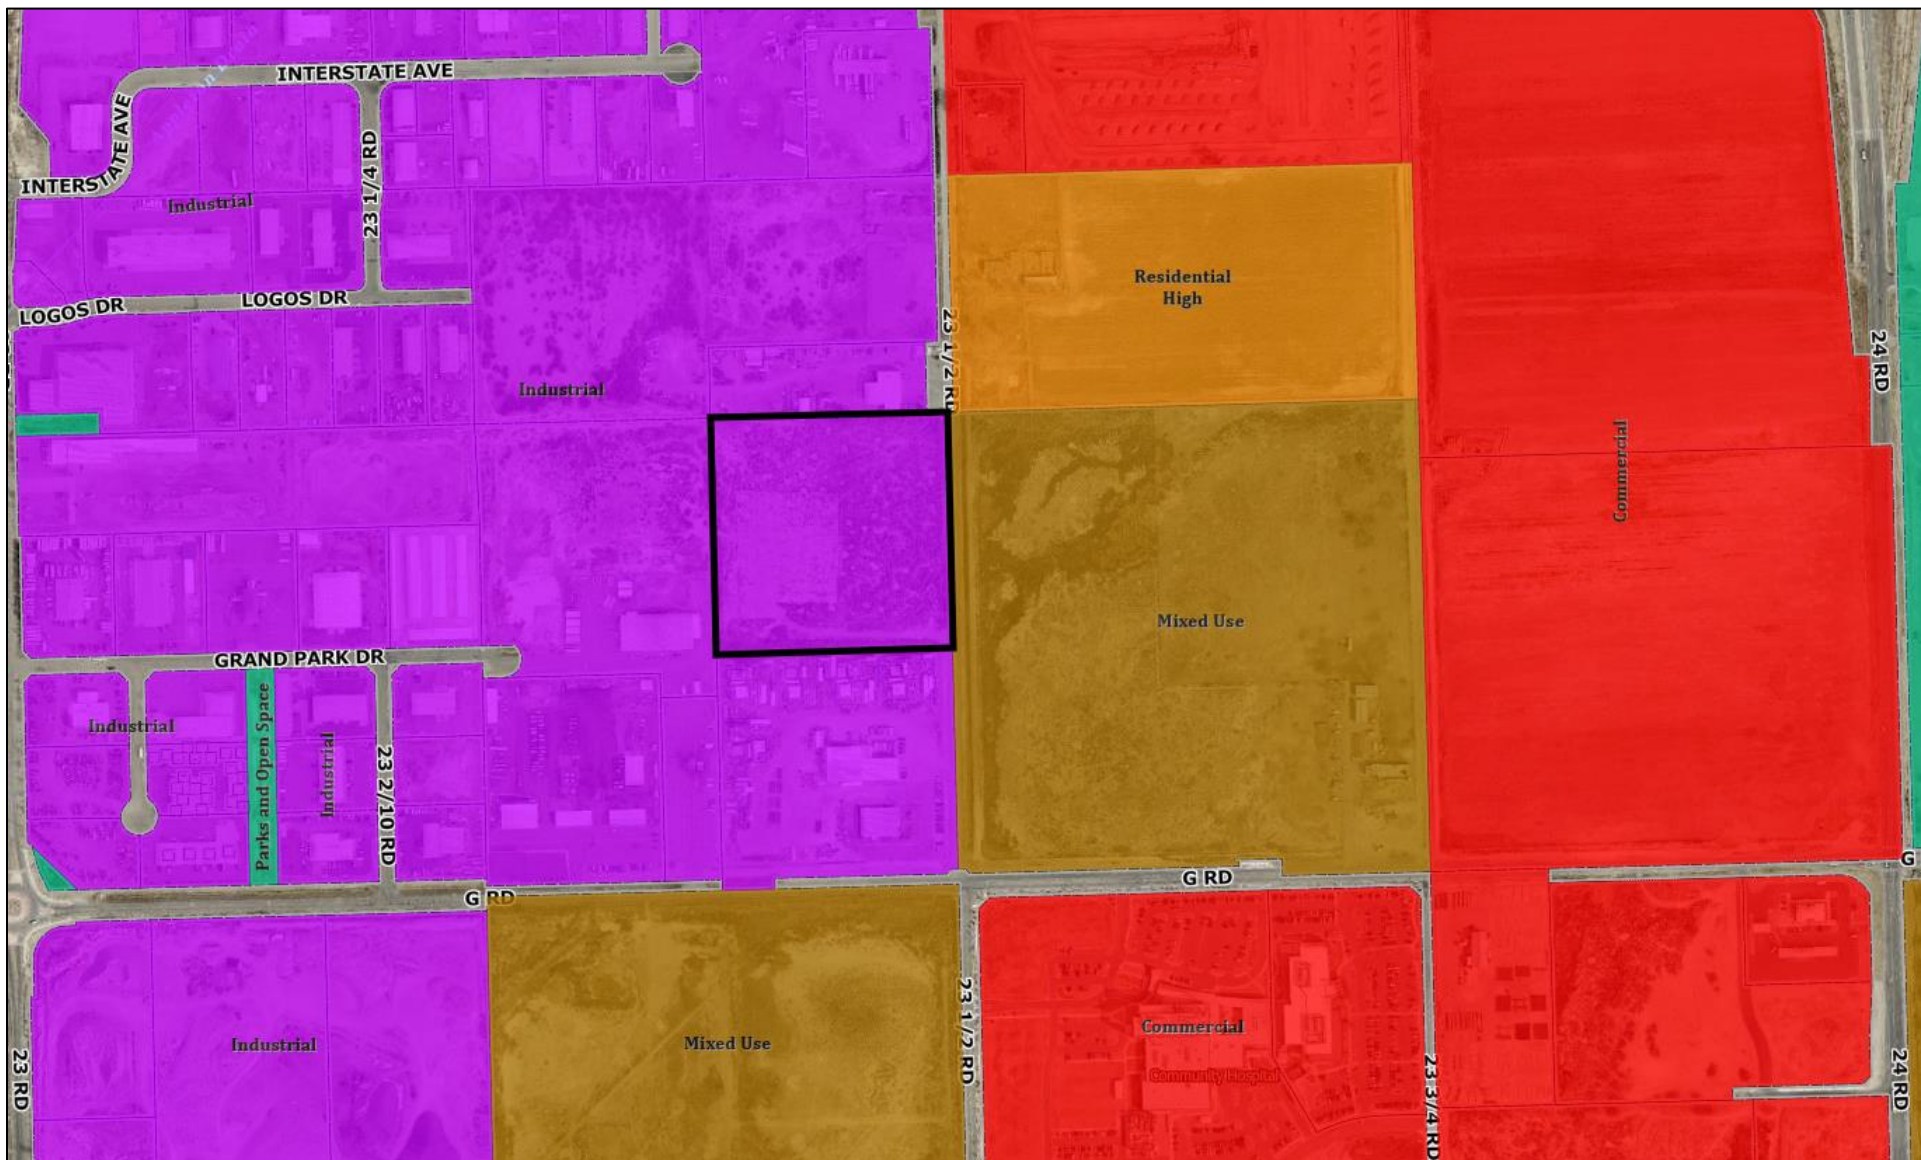 INTERSTATE AVE
INTERSTATE AVE
INTERSTATE AVE
23 1/4 RD
Industrial
LOGOS DR
LOGOS DR
Industrial
23 1/2 RD
Residential
High
24 RD
Commercial
Mixed Use
GRAND PARK DR
Industrial
Parks and Open Space
Industrial
23 2/10 RD
G RD
G RD
G
Industrial
Mixed Use
23 1/2 RD
Commercial
Community Hospital
23 RD
23 3/4 RD
24 RD